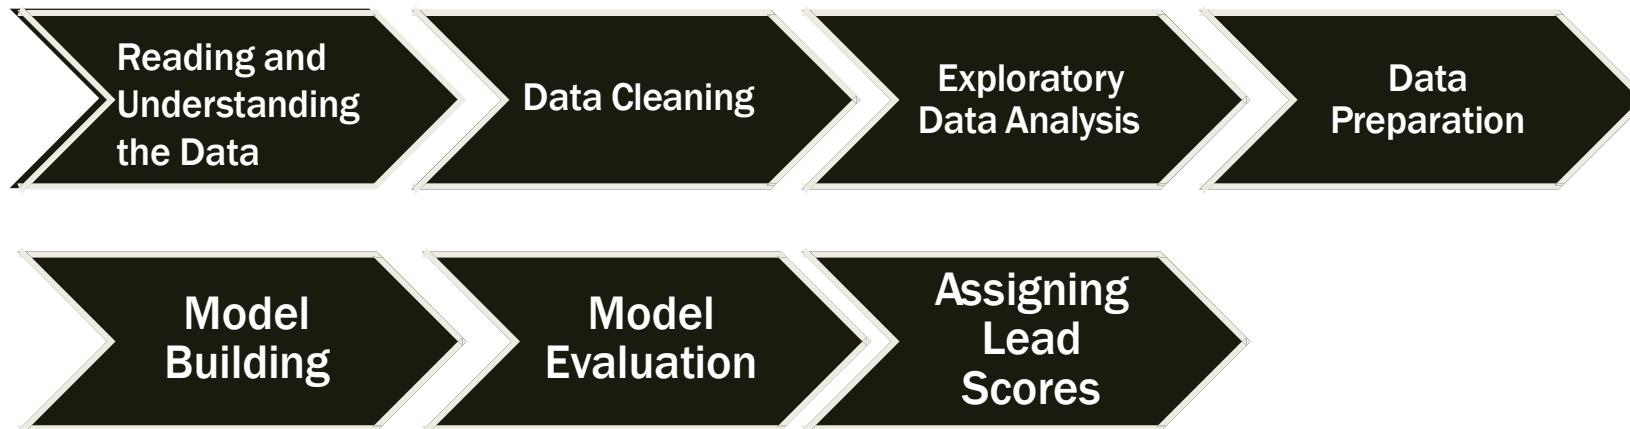 Reading and
Understanding
the Data
Data Cleaning
Exploratory
Data Analysis
Data
Preparation
Model
Building
Model
Evaluation
Assigning
Lead
Scores